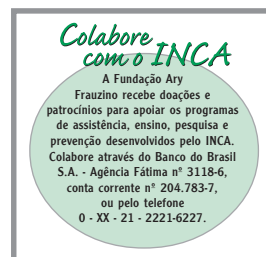 Colabore
com o INCA
A Fundação Ary
Frauzino recebe doações e
patrocínios para apoiar os programas
de assistência, ensino, pesquisa e
prevenção desenvolvidos pelo INCA.
Colabore através do Banco do Brasil
S.A. - Agência Fátima nº 3118-6,
conta corrente nº 204.783-7,
ou pelo telefone
0 - XX - 21 - 2221-6227.